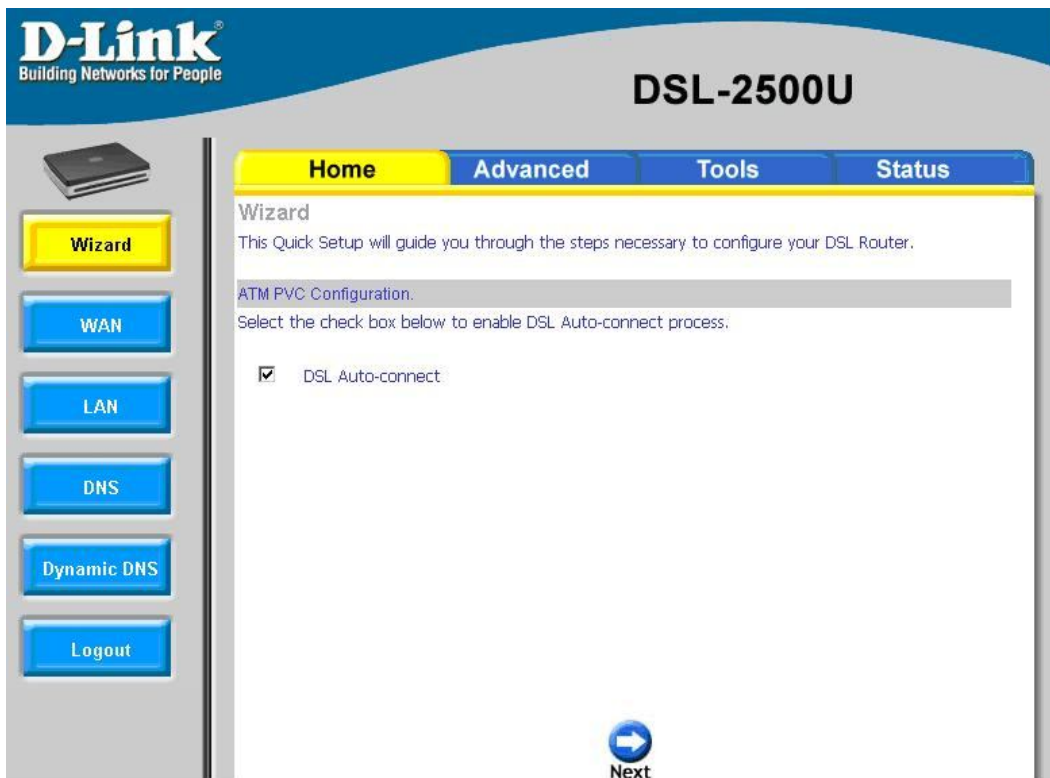 D-Link®
Building Networks for People
DSL-2500U
Home
Advanced
Tools
Status
Wizard
WAN
LAN
DNS
Dynamic DNS
Logout
Wizard
This Quick Setup will guide you through the steps necessary to configure your DSL Router.
ATM PVC Configuration.
Select the check box below to enable DSL Auto-connect process.
DSL Auto-connect
Next